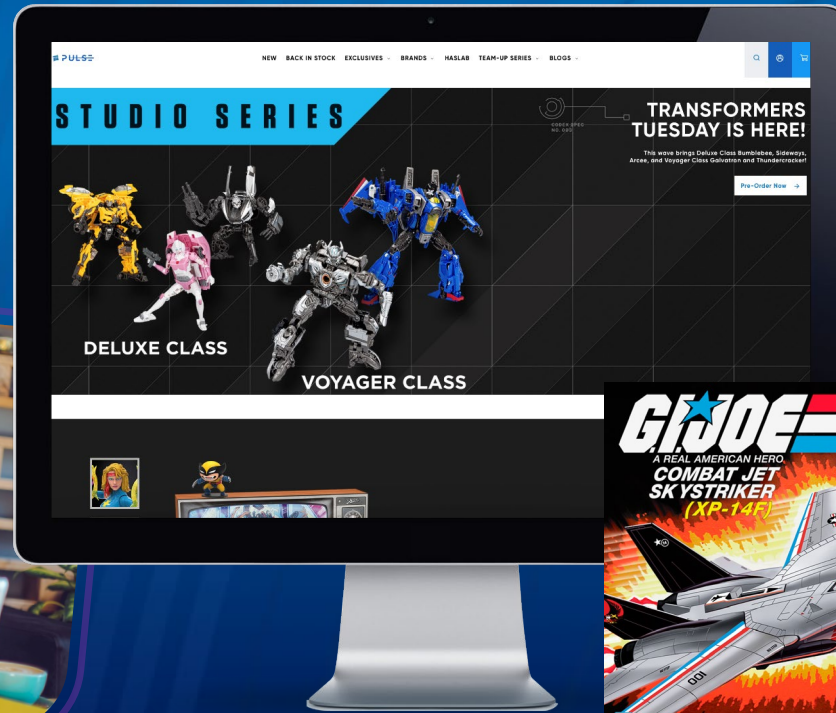 PULSE
NEW BACK IN STOCK EXCLUSIVES BRANDS HASLAB TEAM-UP SERIES BLOGS
STUDIO SERIES
TRANSFORMERS
TUESDAY IS HERE!
This wave brings Deluxe Class Bumblebee, Sideways,
Arcee, and Voyager Class Galvatron and Thundercracker!
Pre-Order Now →
DELUXE CLASS
VOYAGER CLASS
G.I. JOE
A REAL AMERICAN HERO
COMBAT JET
SKYSTRIKER
(XP-14F)
001